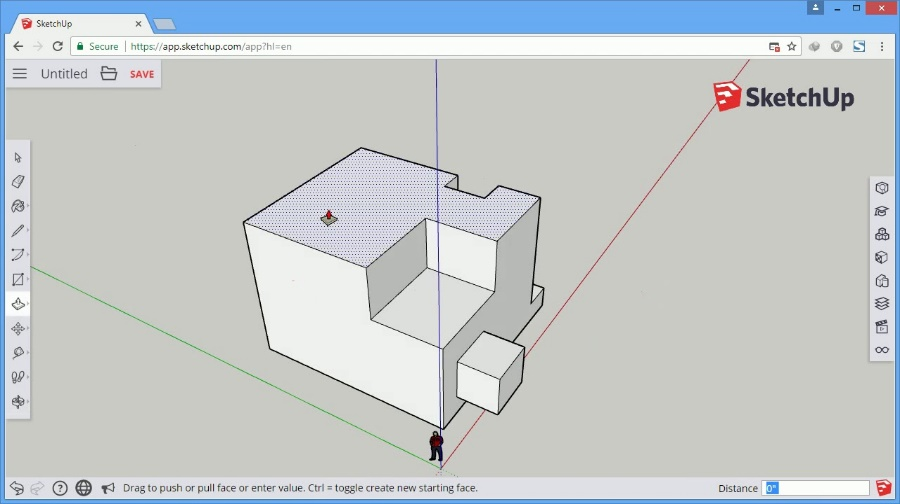 SketchUp
Secure https://app.sketchup.com/app?hl=en
Untitled SAVE
SketchUp
Drag to push or pull face or enter value. Ctrl = toggle create new starting face.
Distance 0"